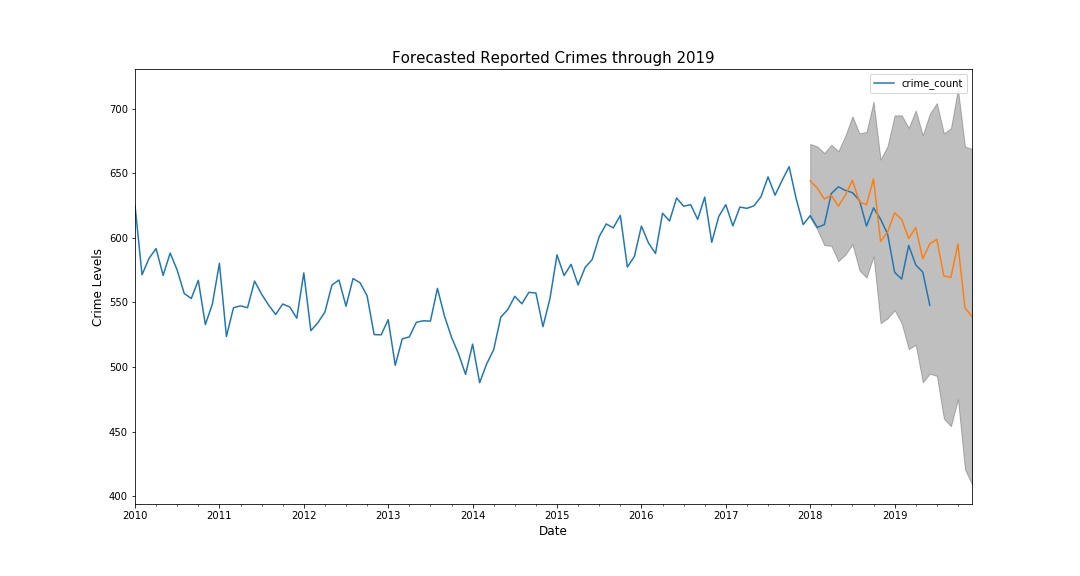 Forecasted Reported Crimes through 2019
crime_count
700
650
600
550
500
450
400
Crime Levels
2010 2011 2012 2013 2014 2015 2016 2017 2018 2019
Date